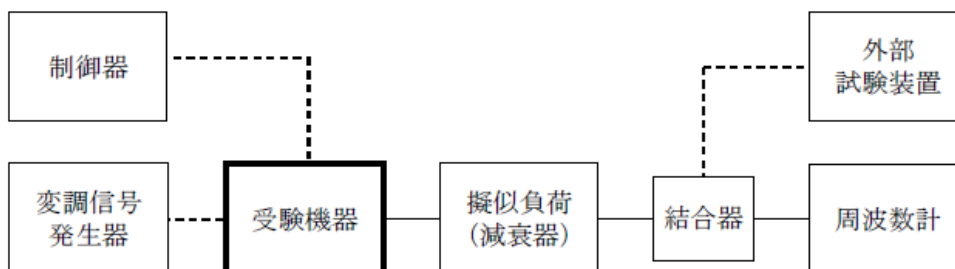 制御器
外部
試験装置
変調信号
発生器
受験機器
擬似負荷
（減衰器）
結合器
周波数計